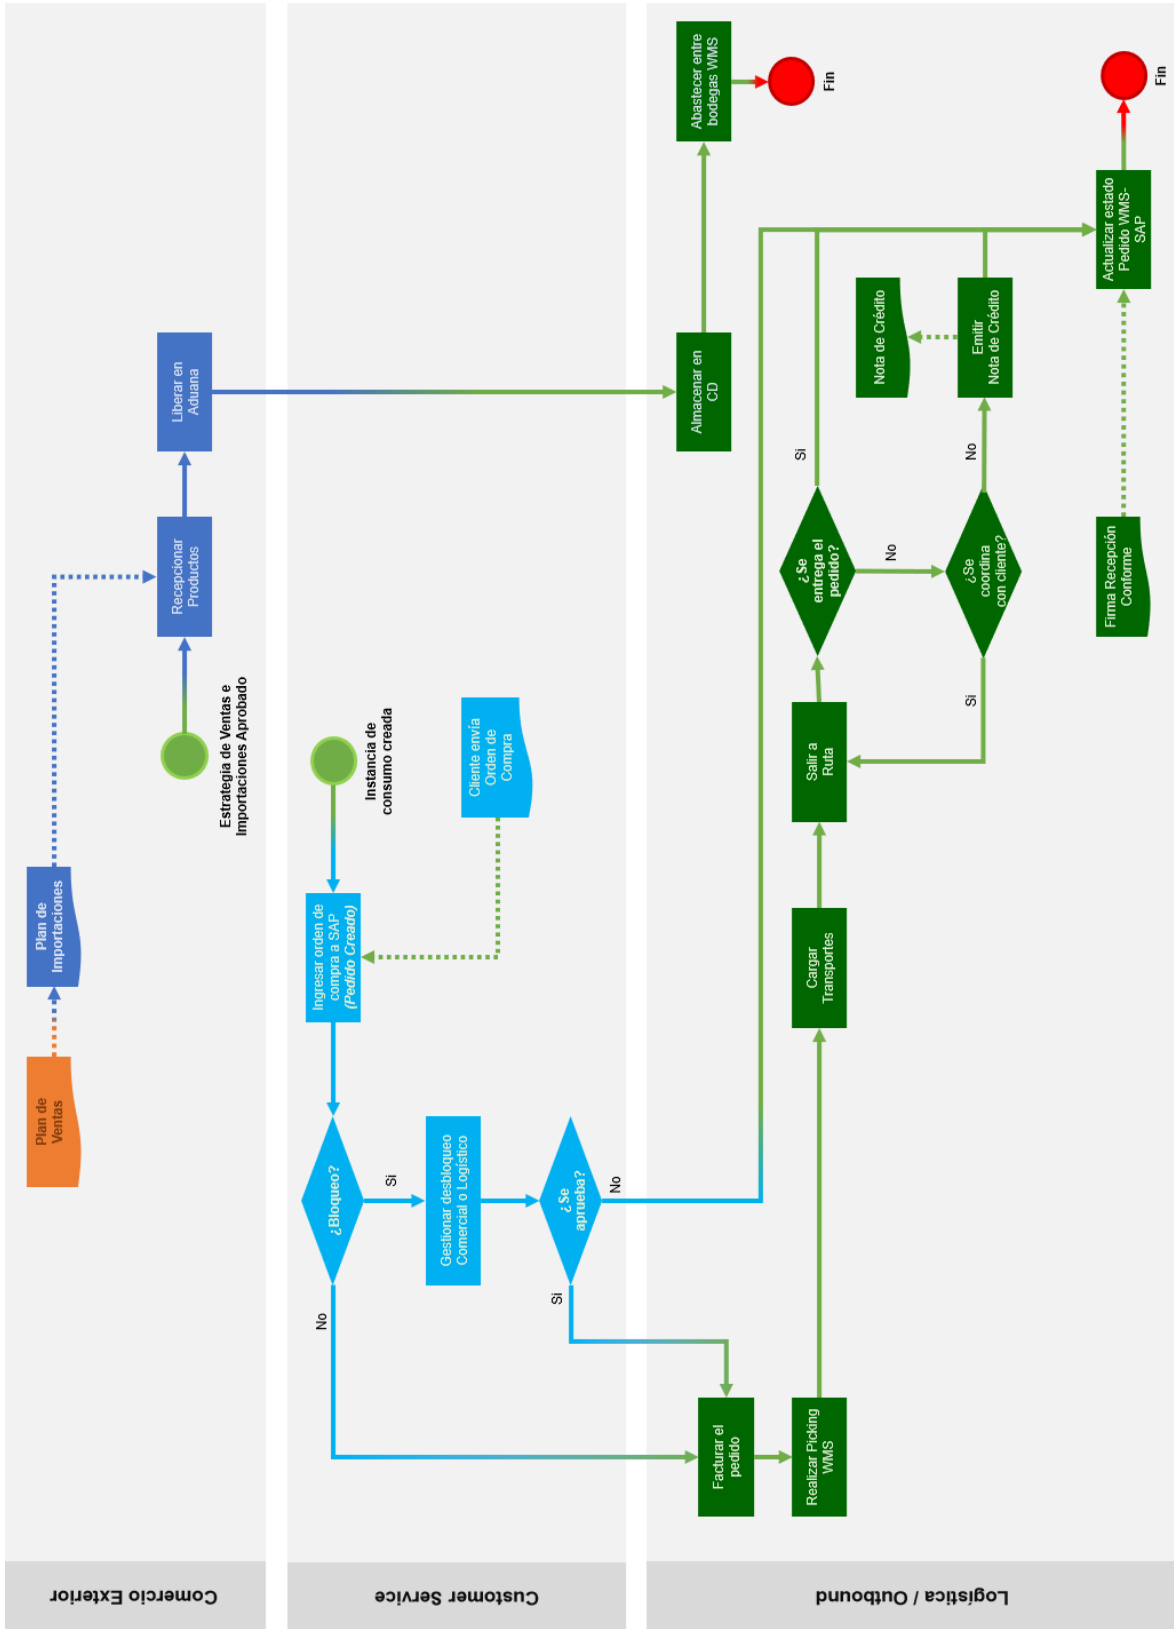 Comercio Exterior
Plan de
Ventas
Plan de
Importaciones
Estrategia de Ventas e
Importaciones Aprobado
Recepcionar
Productos
Liberar en
Aduana
Customer Service
Instancia de
consumo creada
Cliente envía
Orden de
Compra
Ingresar orden de
compra a SAP
(Pedido Creado)
¿Bloqueo?
No
Si
Gestionar desbloqueo
Comercial o Logístico
¿Se
aprueba?
Si
No
Logística / Outbound
Facturar el
pedido
Realizar Picking
WMS
Cargar
Transportes
Salir a
Ruta
¿Se
entrega el
pedido?
Si
No
¿Se
coordina
con cliente?
Si
No
Emitir
Nota de Crédito
Nota de Crédito
Almacenar en
CD
Abastecer entre
bodegas WMS
Fin
Firma Recepción
Conforme
Actualizar estado
Pedido WMS-
SAP
Fin